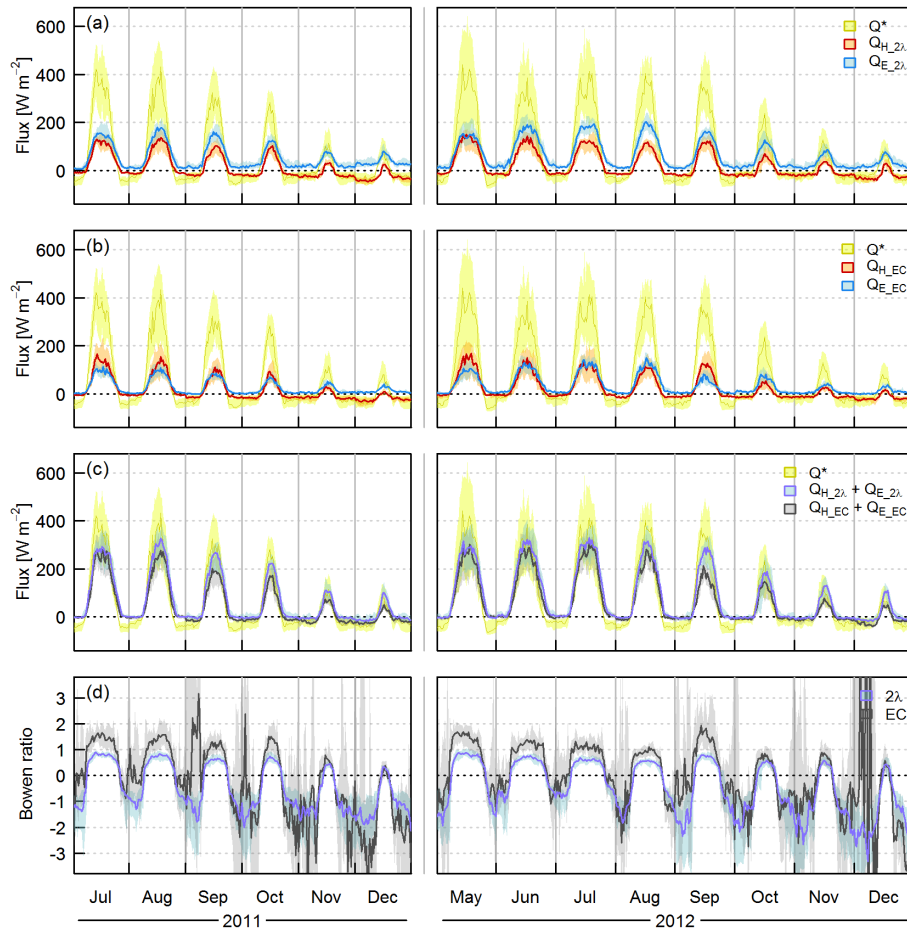 (a)
Q*
Q_H_2λ
Q_E_2λ
Flux [W m⁻²]
600
400
200
0
(b)
Q*
Q_H_EC
Q_E_EC
Flux [W m⁻²]
600
400
200
0
(c)
Q*
Q_H_2λ + Q_E_2λ
Q_H_EC + Q_E_EC
Flux [W m⁻²]
600
400
200
0
(d)
2λ
EC
Bowen ratio
3
2
1
0
-1
-2
-3
Jul Aug Sep Oct Nov Dec May Jun Jul Aug Sep Oct Nov Dec
2011 2012